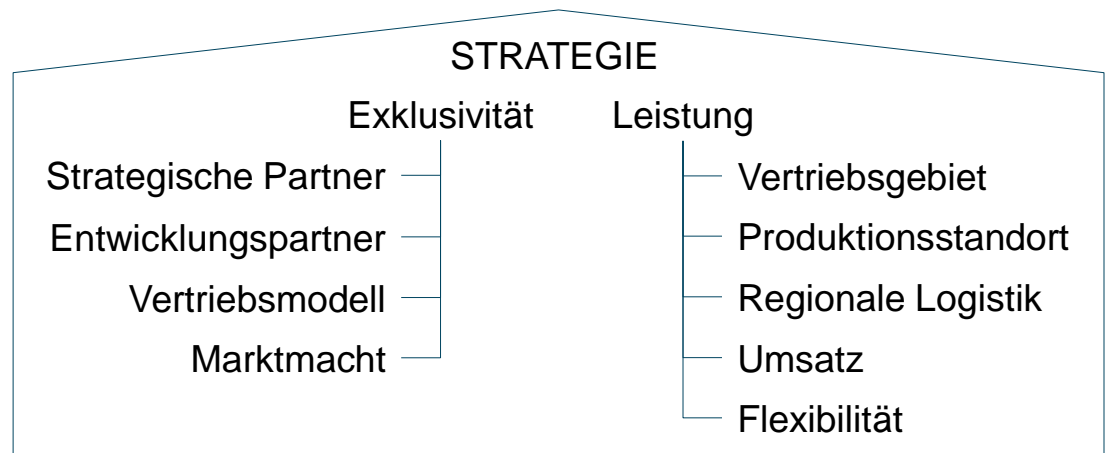 STRATEGIE
Exklusivität
Strategische Partner
Entwicklungspartner
Vertriebsmodell
Marktmacht
Leistung
Vertriebsgebiet
Produktionsstandort
Regionale Logistik
Umsatz
Flexibilität